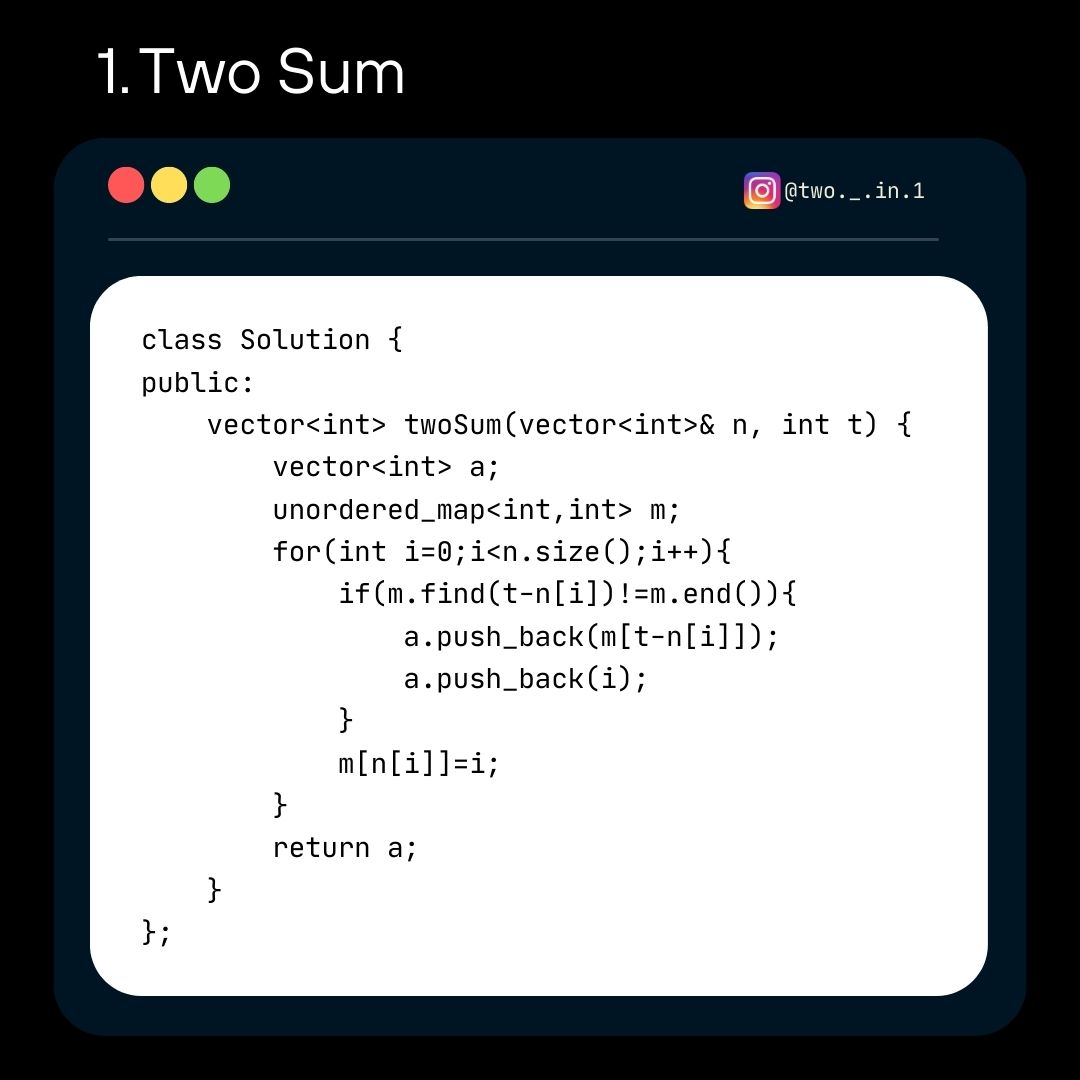 1. Two Sum
@two._.in.1
class Solution {
public:
    vector<int> twoSum(vector<int>& n, int t) {
        vector<int> a;
        unordered_map<int,int> m;
        for(int i=0;i<n.size();i++){
            if(m.find(t-n[i])!=m.end()){
                a.push_back(m[t-n[i]]);
                a.push_back(i);
            }
            m[n[i]]=i;
        }
        return a;
    }
};